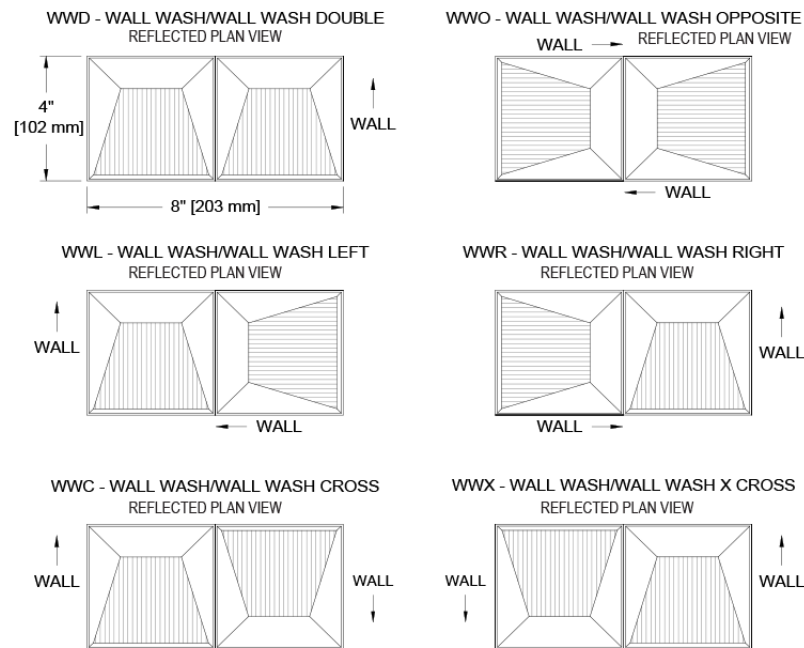 WWD - WALL WASH/WALL WASH DOUBLE
REFLECTED PLAN VIEW
4"
[102 mm]
WALL
8" [203 mm]
WWO - WALL WASH/WALL WASH OPPOSITE
WALL
REFLECTED PLAN VIEW
WALL
WWL - WALL WASH/WALL WASH LEFT
REFLECTED PLAN VIEW
WALL
WALL
WWR - WALL WASH/WALL WASH RIGHT
REFLECTED PLAN VIEW
WALL
WALL
WWC - WALL WASH/WALL WASH CROSS
REFLECTED PLAN VIEW
WALL
WALL
WWX - WALL WASH/WALL WASH X CROSS
REFLECTED PLAN VIEW
WALL
WALL